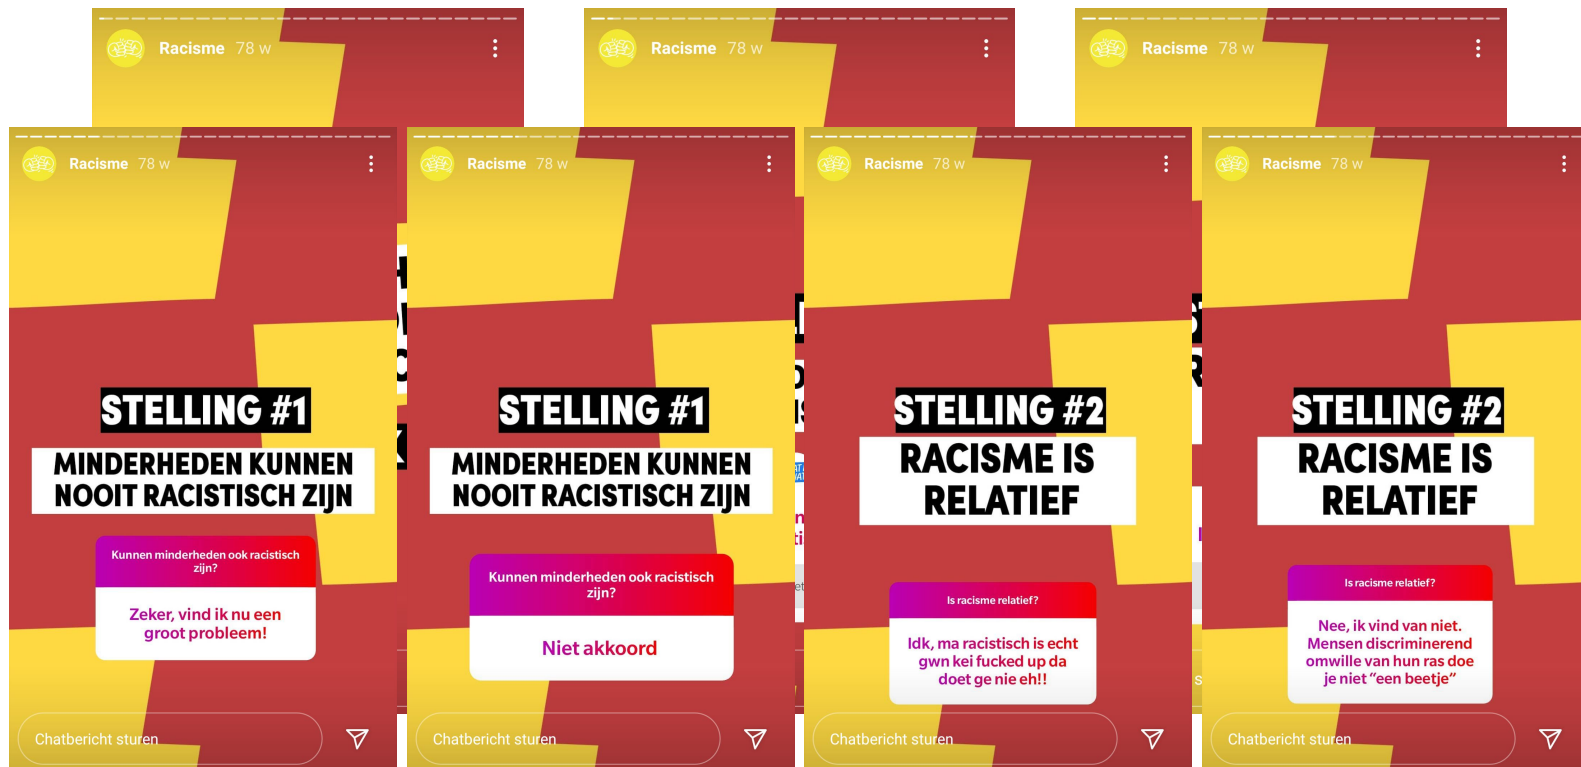 Racisme 78 w
Racisme 78 w
Racisme 78 w
Racisme 78 w
STELLING #1
MINDERHEDEN KUNNEN
NOOIT RACISTISCH ZIJN
Kunnen minderheden ook racistisch
zijn?
Zeker, vind ik nu een
groot probleem!
Chatbericht sturen
Racisme 78 w
STELLING #1
MINDERHEDEN KUNNEN
NOOIT RACISTISCH ZIJN
Kunnen minderheden ook racistisch
zijn?
Niet akkoord
Chatbericht sturen
Racisme 78 w
STELLING #2
RACISME IS
RELATIEF
Is racisme relatief?
Idk, ma racistisch is echt
gwn kei fucked up da
doet ge nie eh!!
Chatbericht sturen
Racisme 78 w
STELLING #2
RACISME IS
RELATIEF
Is racisme relatief?
Nee, ik vind van niet.
Mensen discriminerend
omwille van hun ras doe
je niet "een beetje"
Chatbericht sturen